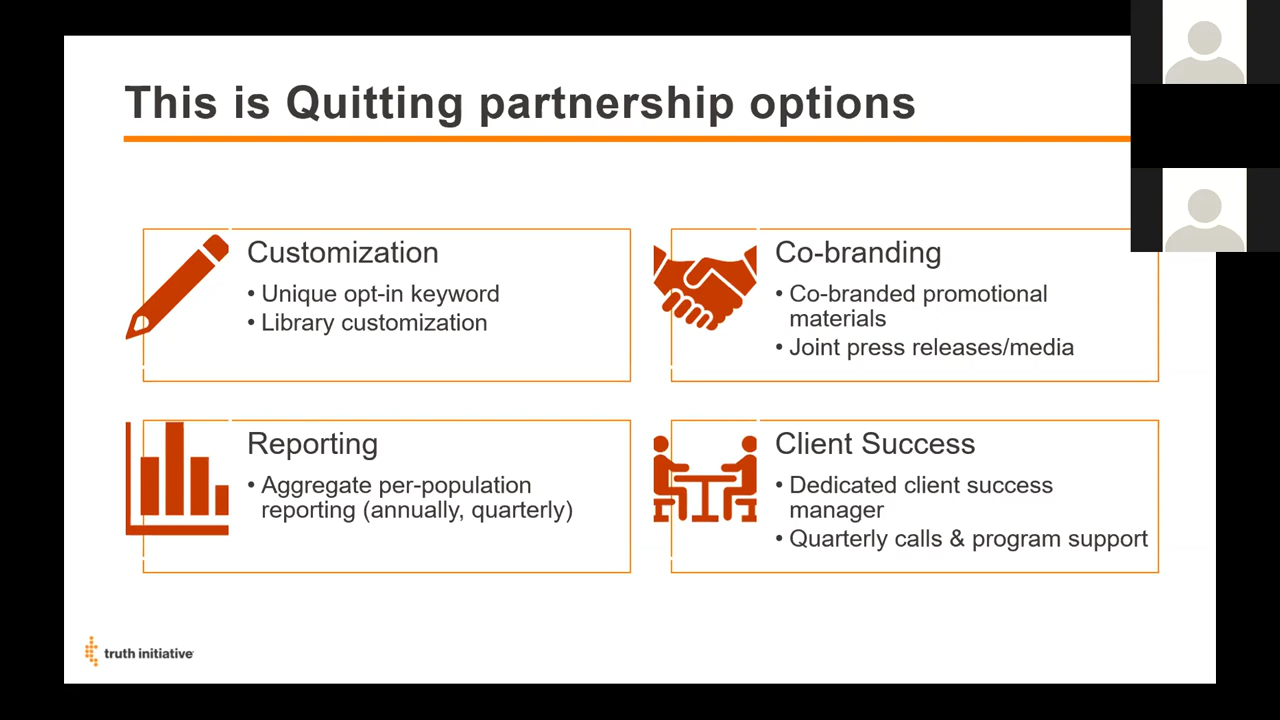 This is Quitting partnership options
Customization
• Unique opt-in keyword
• Library customization
Co-branding
• Co-branded promotional
materials
• Joint press releases/media
Reporting
• Aggregate per-population
reporting (annually, quarterly)
Client Success
• Dedicated client success
manager
• Quarterly calls & program support
truth initiative